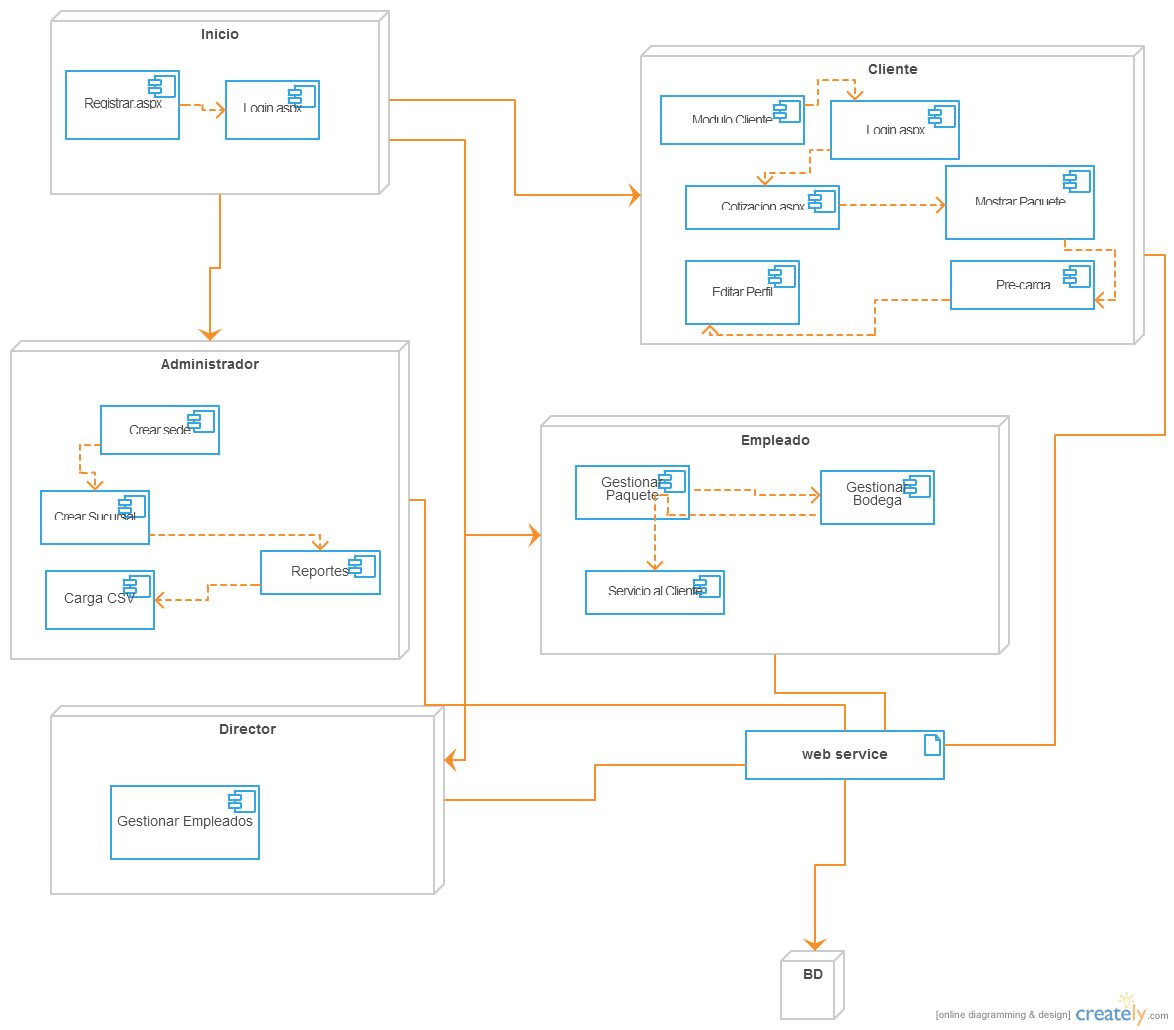 Inicio
Registrar.aspx
Login.aspx
Cliente
Modulo Cliente
Login.aspx
Cotizacion.aspx
Mostrar Paquete
Editar Perfil
Pre-carga
Administrador
Crear sede
Crear Sucursal
Reportes
Carga CSV
Empleado
Gestionar
Paquete
Gestionar
Bodega
Servicio al Cliente
Director
Gestionar Empleados
web service
BD
[online diagramming & design] creately.com